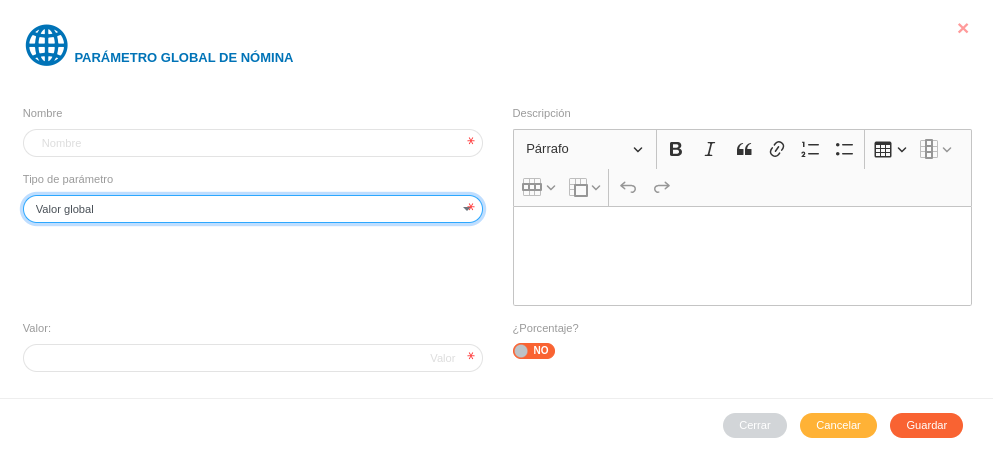 PARÁMETRO GLOBAL DE NÓMINA
Nombre
Nombre
Tipo de parámetro
Valor global
Descripción
Párrafo
Valor:
Valor
¿Porcentaje?
NO
Cerrar
Cancelar
Guardar